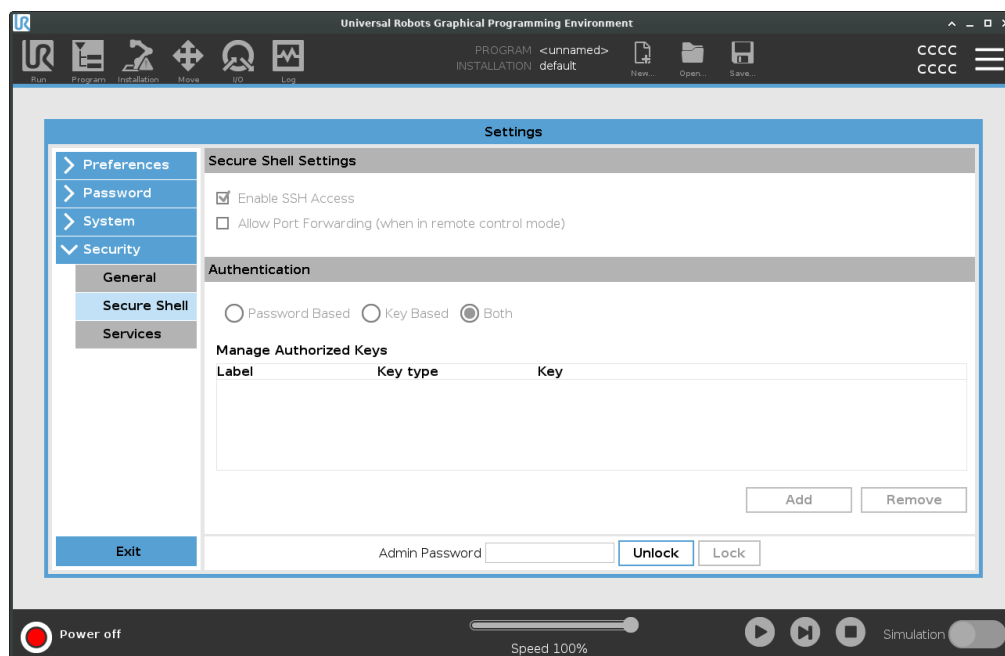 UR Universal Robots Graphical Programming Environment
UR
Run Program Installation Move I/O Log
PROGRAM <unnamed>
INSTALLATION default
New... Open... Save...
CCCC
CCCC
Settings
Preferences
Password
System
Security
General
Secure Shell
Services
Exit
Secure Shell Settings
Enable SSH Access
Allow Port Forwarding (when in remote control mode)
Authentication
Password Based Key Based Both
Manage Authorized Keys
Label Key type Key
Add Remove
Admin Password Unlock Lock
Power off
Speed 100%
Simulation